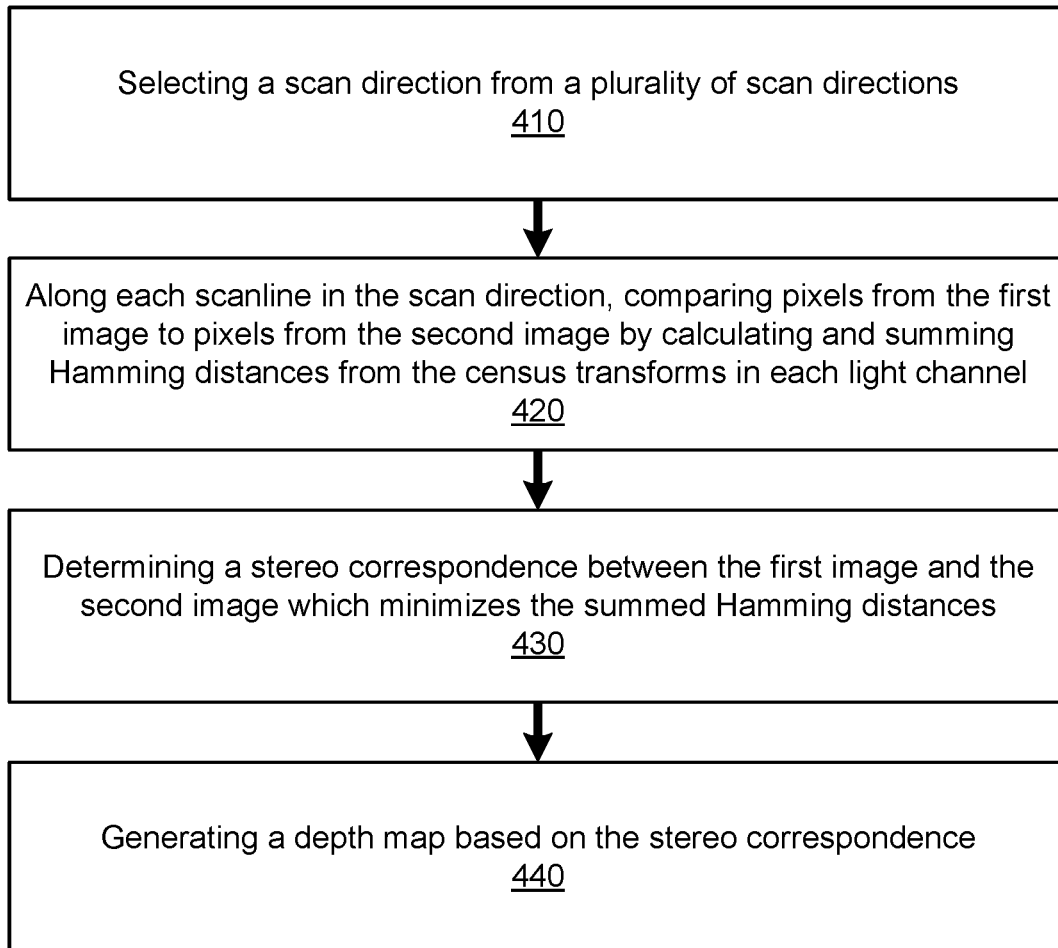 Selecting a scan direction from a plurality of scan directions
410
Along each scanline in the scan direction, comparing pixels from the first
image to pixels from the second image by calculating and summing
Hamming distances from the census transforms in each light channel
420
Determining a stereo correspondence between the first image and the
second image which minimizes the summed Hamming distances
430
Generating a depth map based on the stereo correspondence
440